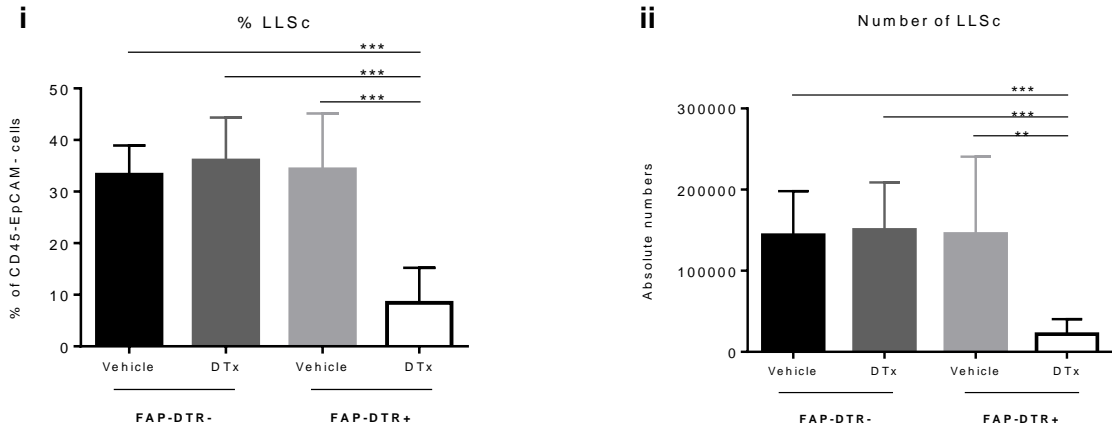 i
% LLSc
***
***
***
% of CD45-EpCAM- cells
50
40
30
20
10
0
Vehicle DTx Vehicle DTx
FAP-DTR- FAP-DTR+
ii
Number of LLSc
***
***
**
Absolute numbers
300000
200000
100000
0
Vehicle DTx Vehicle DTx
FAP-DTR- FAP-DTR+